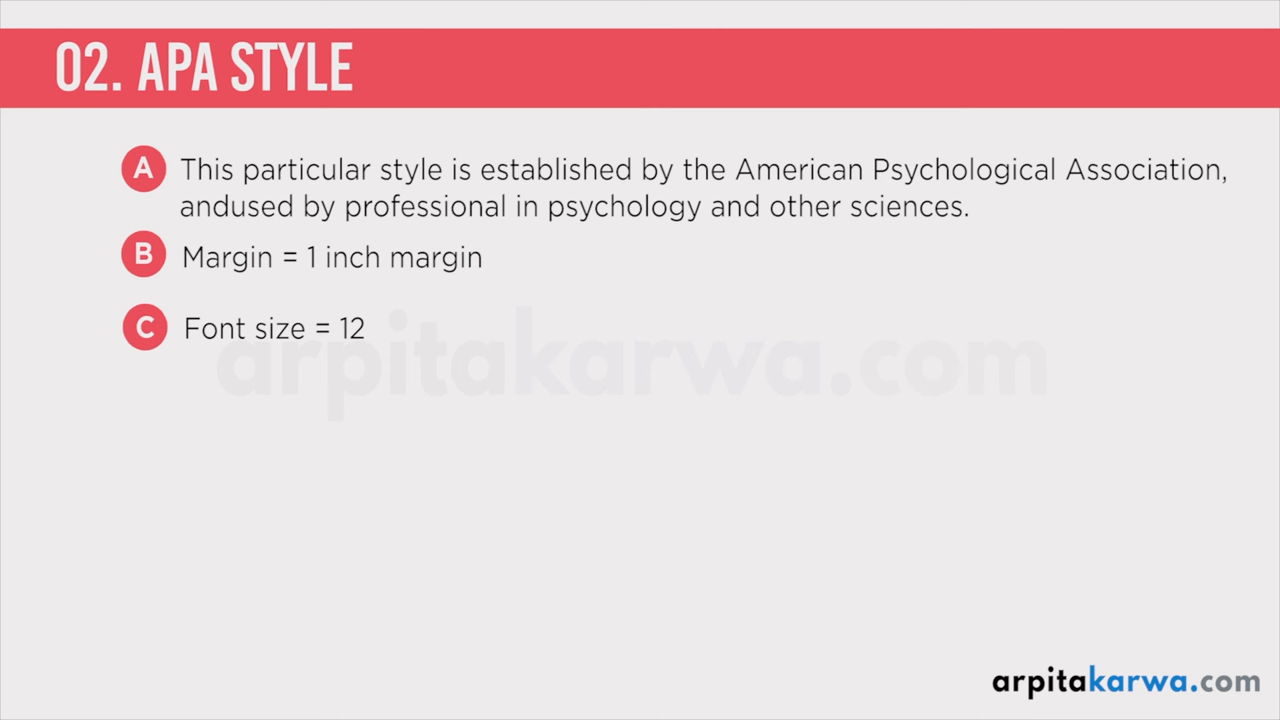 02. APA STYLE
A This particular style is established by the American Psychological Association,
andused by professional in psychology and other sciences.
B Margin = 1 inch margin
C Font size = 12
arpitakarwa.com
arpitakarwa.com